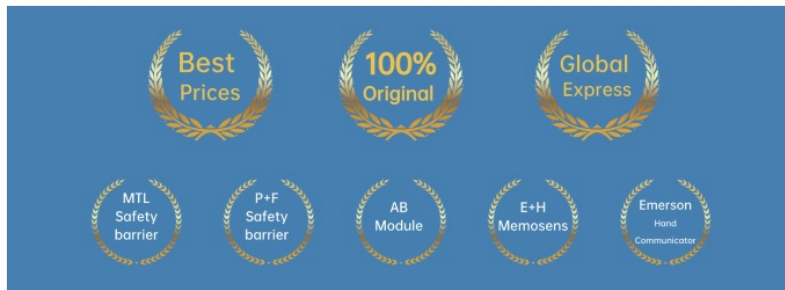 Best
Prices
100%
Original
Global
Express
MTL
Safety
barrier
P+F
Safety
barrier
AB
Module
E+H
Memosens
Emerson
Hand
Communicator